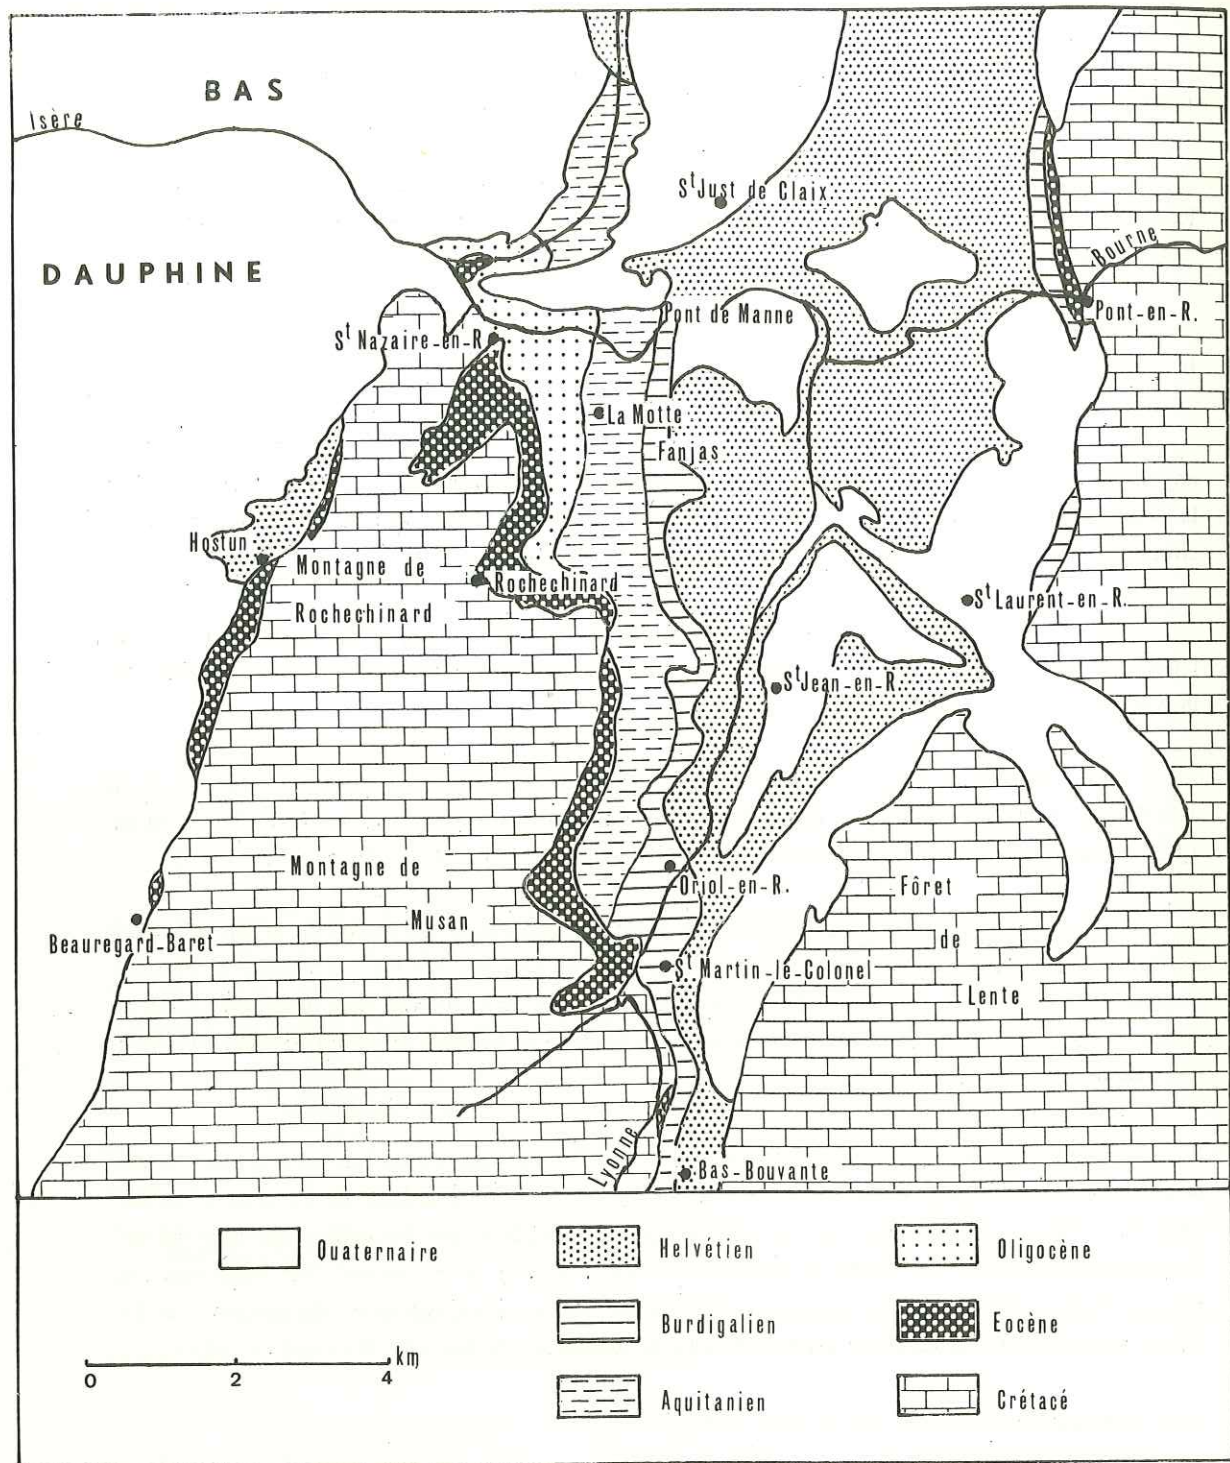 BAS
Isère
St Just de Claix
Bourne
DAUPHINE
Pont de Manne
Pont-en-R.
St Nazaire-en-R
La Motte
Fanjas
Hostun
Montagne de
Rochechinard
Rochechinard
St Laurent-en-R.
St Jean-en-R.
Montagne de
Musan
Oriol-en-R.
Fôret
de
Lente
Beauregard-Baret
St Martin-le-Colonel
Lyonne
Bas-Bouvante
Quaternaire
Helvétien
Oligocène
Burdigalien
Eocène
km
0 2 4
Aquitanien
Crétacé